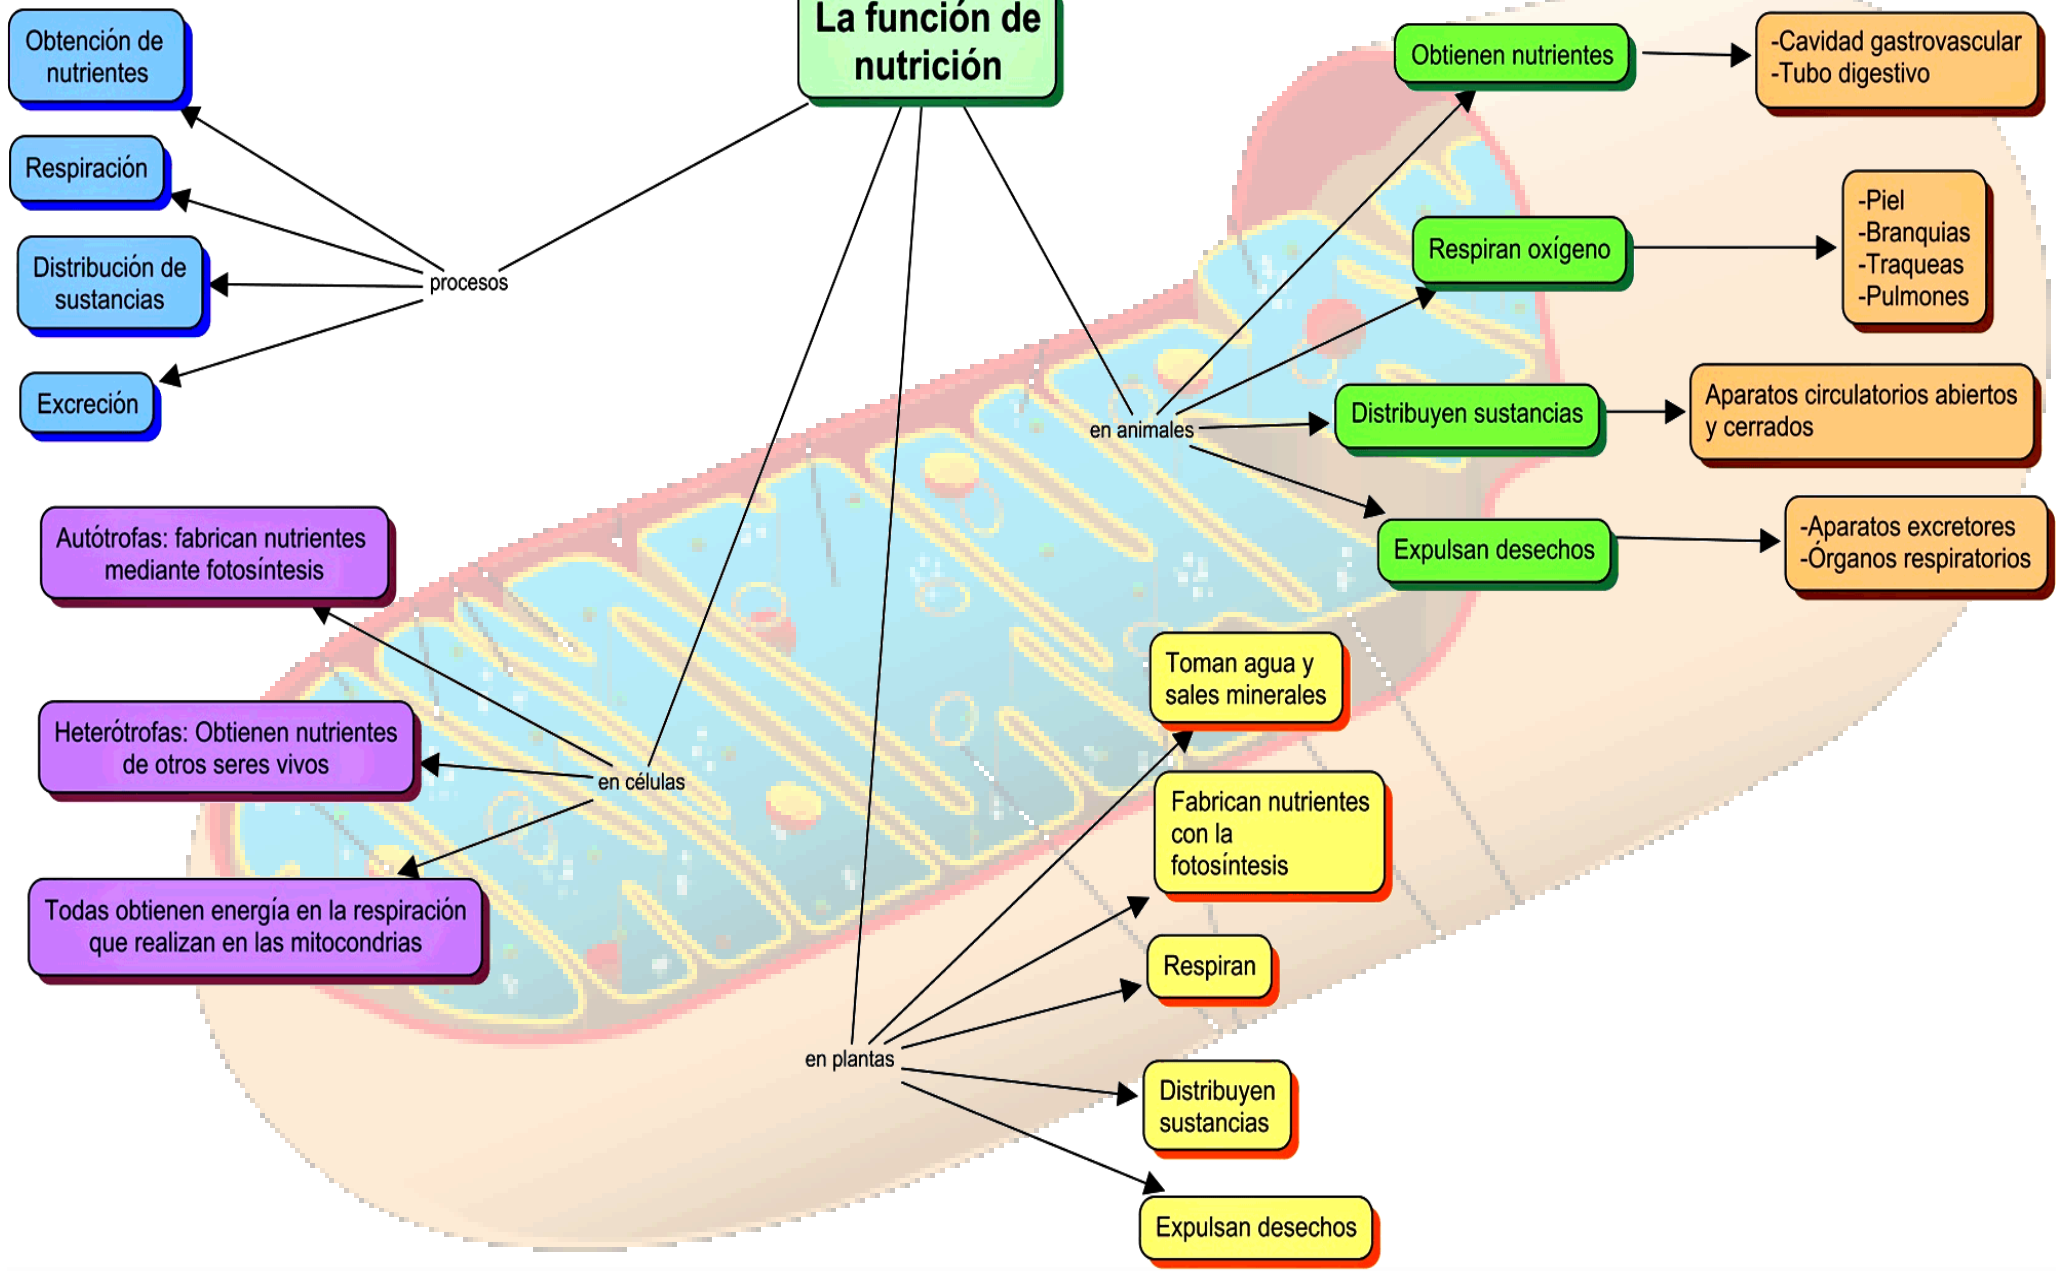 La función de
nutrición
Obtención de
nutrientes
Respiración
Distribución de
sustancias
Excreción
procesos
Autótrofas: fabrican nutrientes
mediante fotosíntesis
Heterótrofas: Obtienen nutrientes
de otros seres vivos
Todas obtienen energía en la respiración
que realizan en las mitocondrias
en células
en animales
Obtienen nutrientes
-Cavidad gastrovascular
-Tubo digestivo
Respiran oxígeno
-Piel
-Branquias
-Traqueas
-Pulmones
Distribuyen sustancias
Aparatos circulatorios abiertos
y cerrados
Expulsan desechos
-Aparatos excretores
-Órganos respiratorios
en plantas
Toman agua y
sales minerales
Fabrican nutrientes
con la
fotosíntesis
Respiran
Distribuyen
sustancias
Expulsan desechos